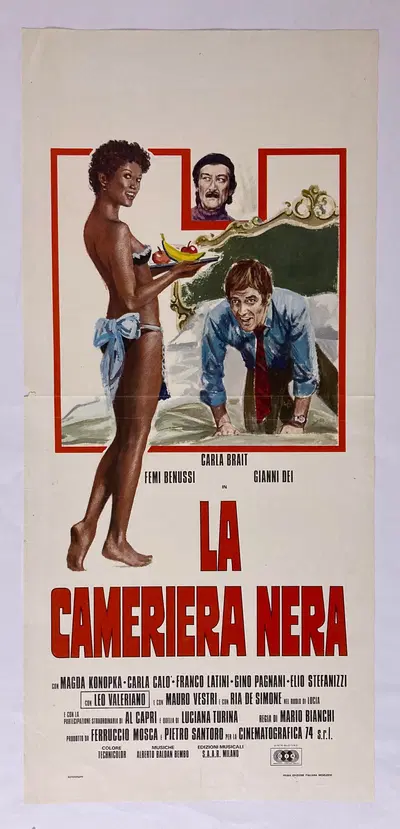 CARLA BRAIT
FEMI BENUSSI GIANNI DEI
IN
LA
CAMERIERA NERA
CON MAGDA KONOPKA - CARLA CALO' - FRANCO LATINI - GINO PAGNANI - ELIO STEFANIZZI
CON LEO VALERIANO E CON MAURO VESTRI E CON RIA DE SIMONE NEL RUOLO DI LUCIA
E CON LA PARTECIPAZIONE STRAORDINARIA DI AL CAPRI E QUELLA DI LUCIANA TURINA REGIA DI MARIO BIANCHI
PRODOTTO DA FERRUCCIO MOSCA E PIETRO SANTORO PER LA CINEMATOGRAFICA 74 s.r.l.
COLORE MUSICHE EDIZIONI MUSICALI
TECHNICOLOR ALBERTO BALDAN BEMBO S.A.A.R. MILANO